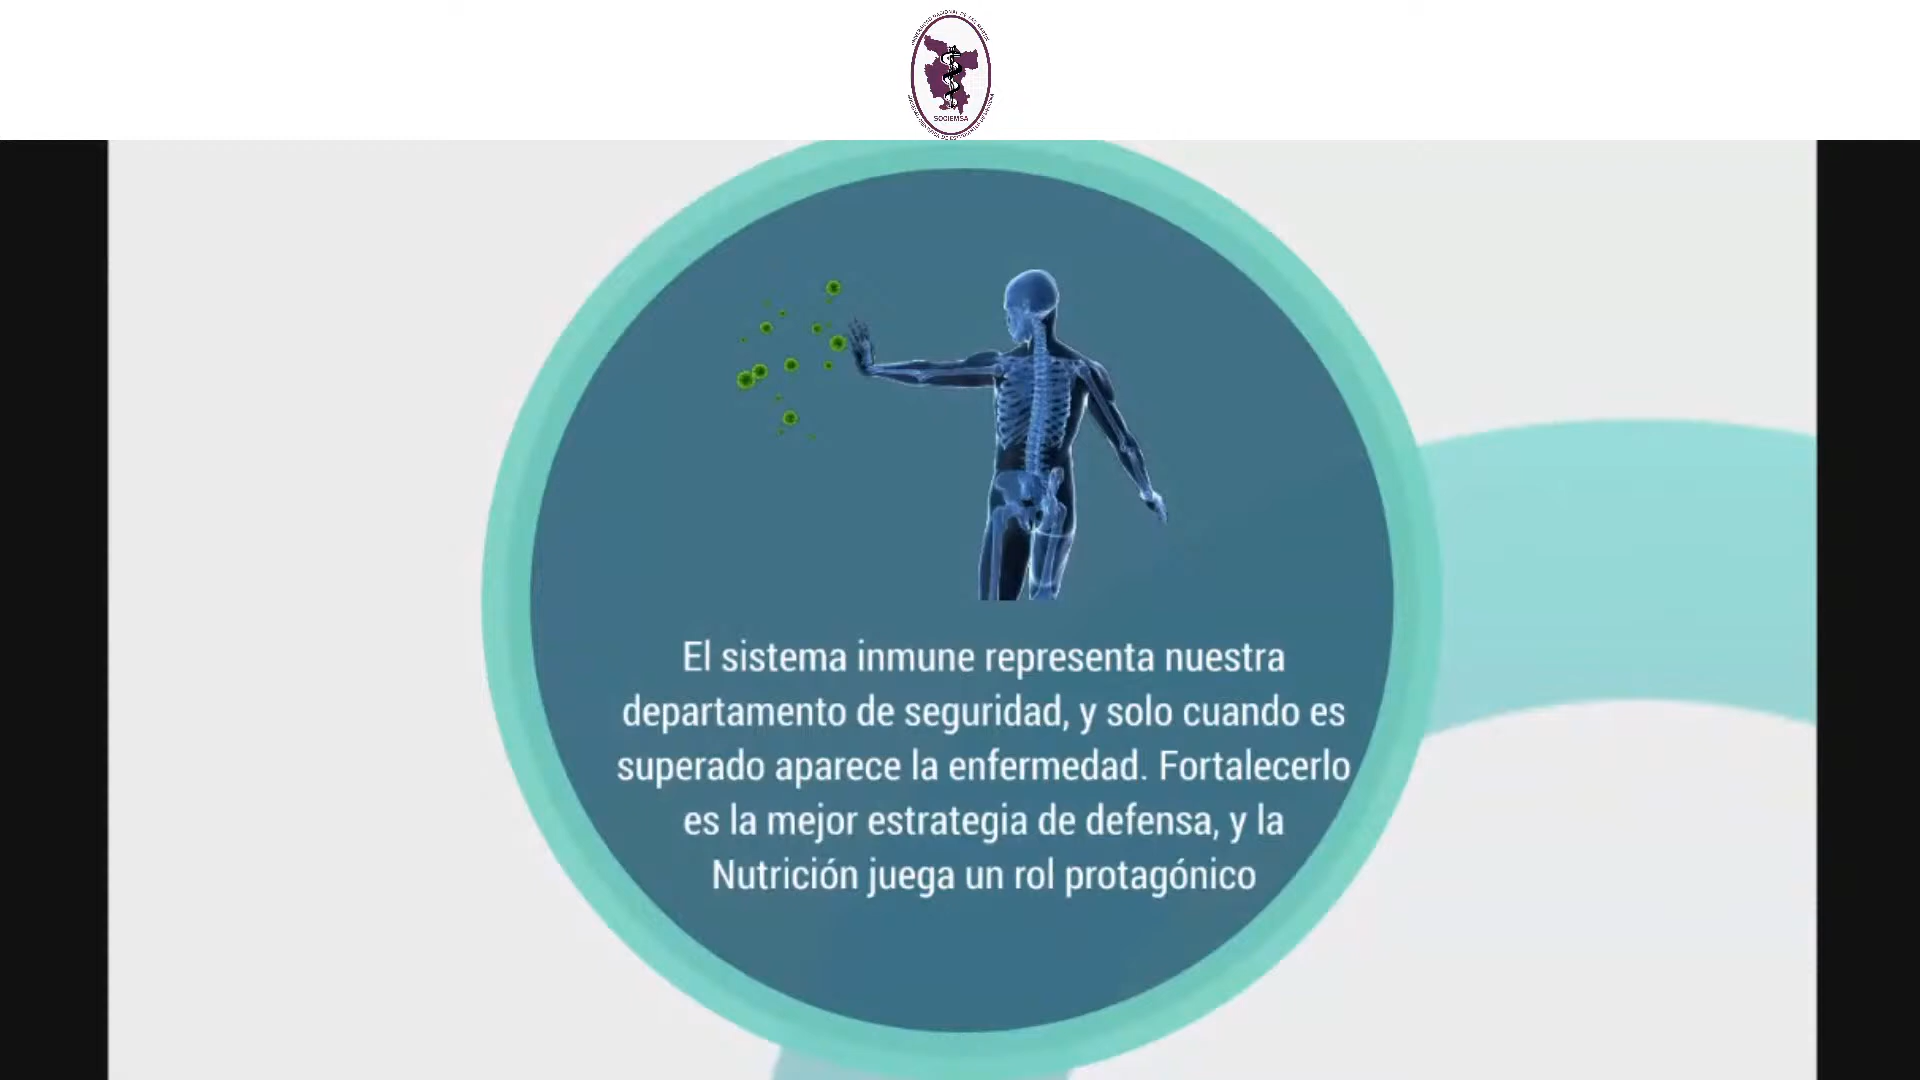 SOCIEMSA
El sistema inmune representa nuestra
departamento de seguridad, y solo cuando es
superado aparece la enfermedad. Fortalecerlo
es la mejor estrategia de defensa, y la
Nutrición juega un rol protagónico